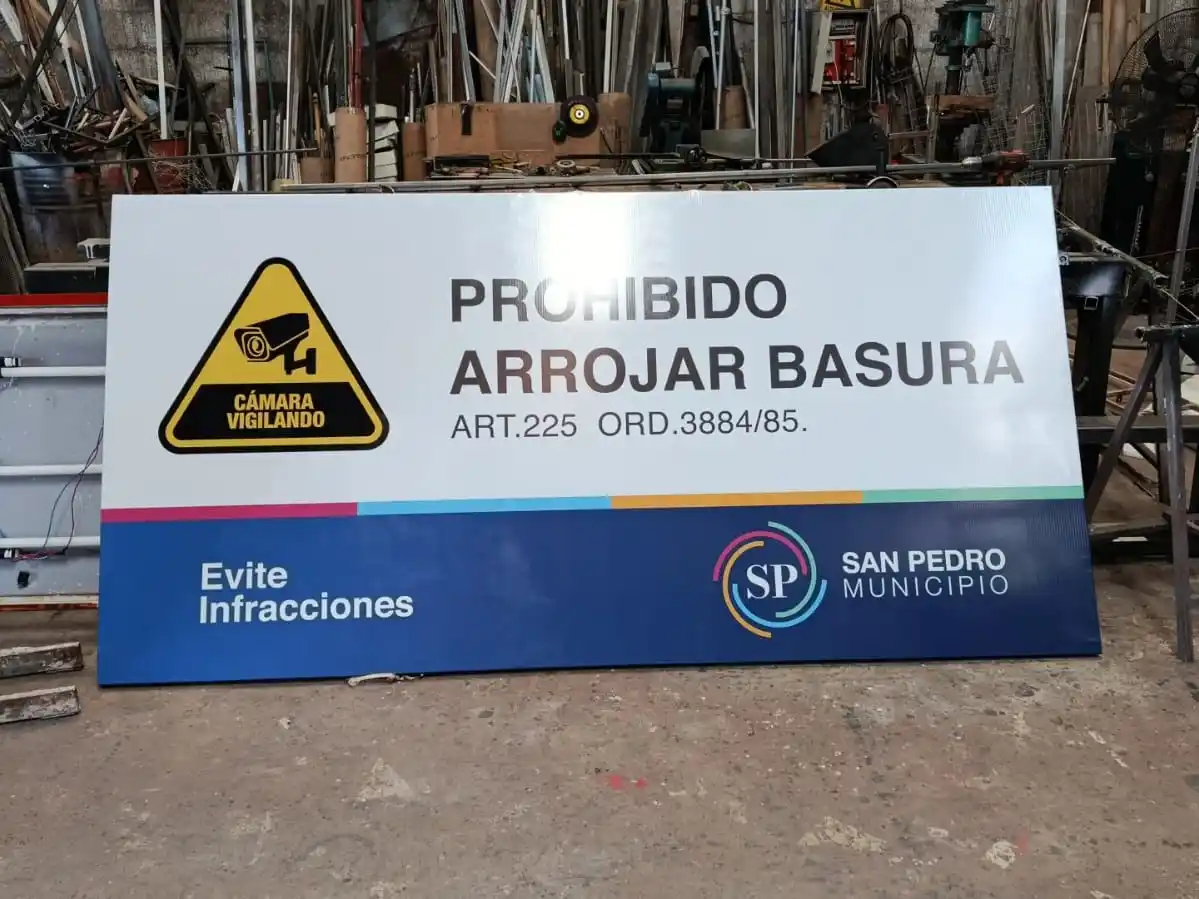 PROHIBIDO
ARROJAR BASURA
ART.225 ORD.3884/85.
CÁMARA
VIGILANDO
Evite
Infracciones
SP
SAN PEDRO
MUNICIPIO